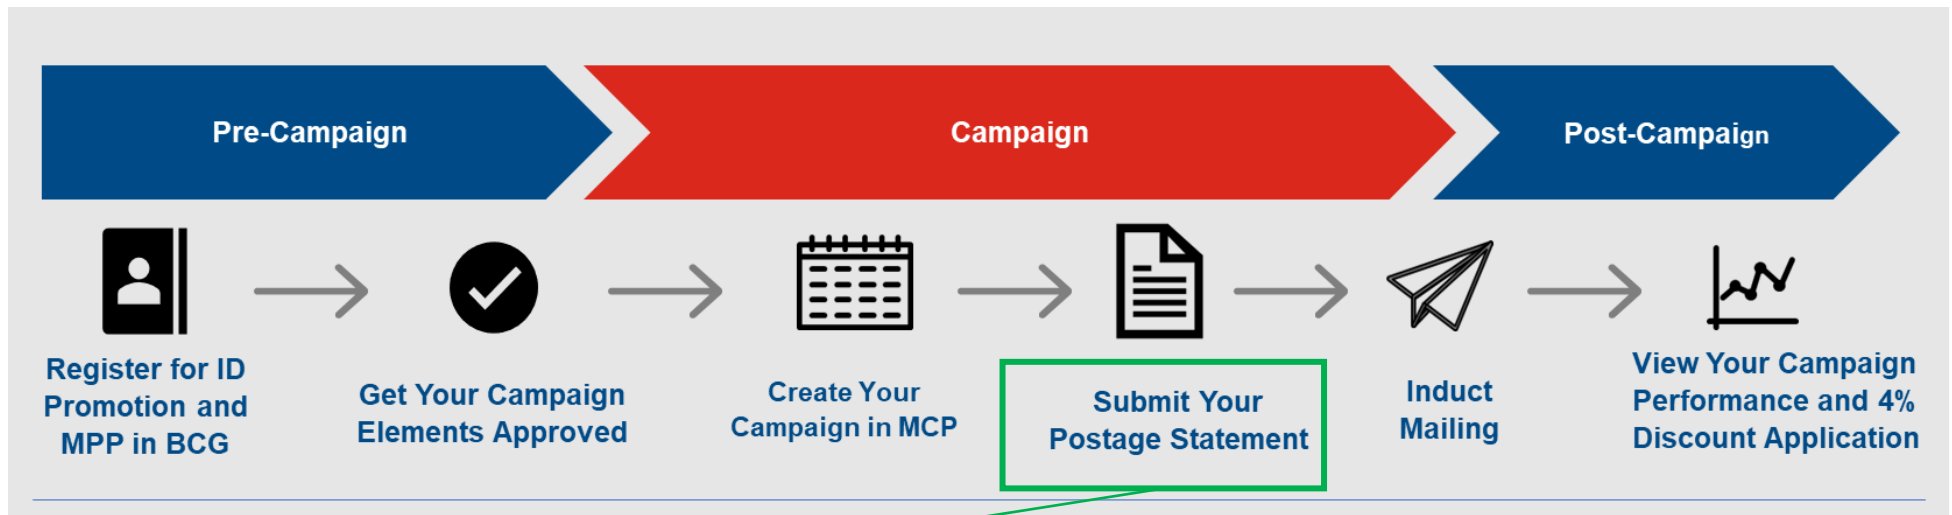 Pre-Campaign
Campaign
Post-Campaign
Register for ID
Promotion and
MPP in BCG
Get Your Campaign
Elements Approved
Create Your
Campaign in MCP
Submit Your
Postage Statement
Induct
Mailing
View Your Campaign
Performance and 4%
Discount Application